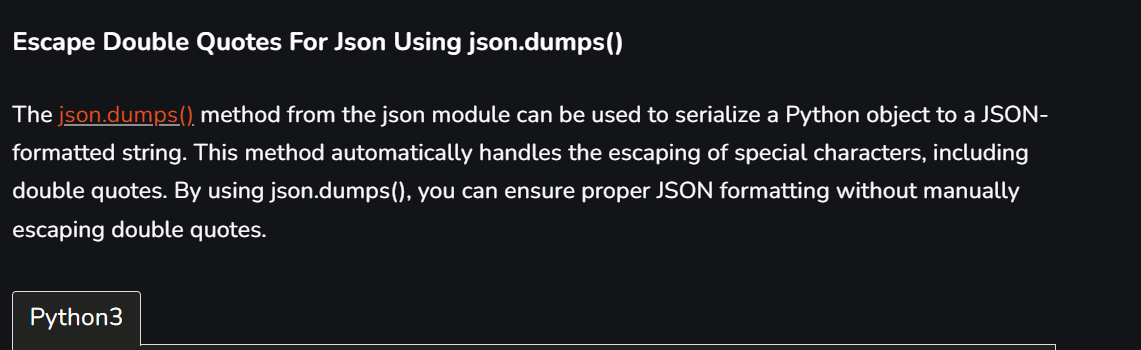 Escape Double Quotes For Json Using json.dumps()
The json.dumps() method from the json module can be used to serialize a Python object to a JSON-
formatted string. This method automatically handles the escaping of special characters, including
double quotes. By using json.dumps(), you can ensure proper JSON formatting without manually
escaping double quotes.
Python3